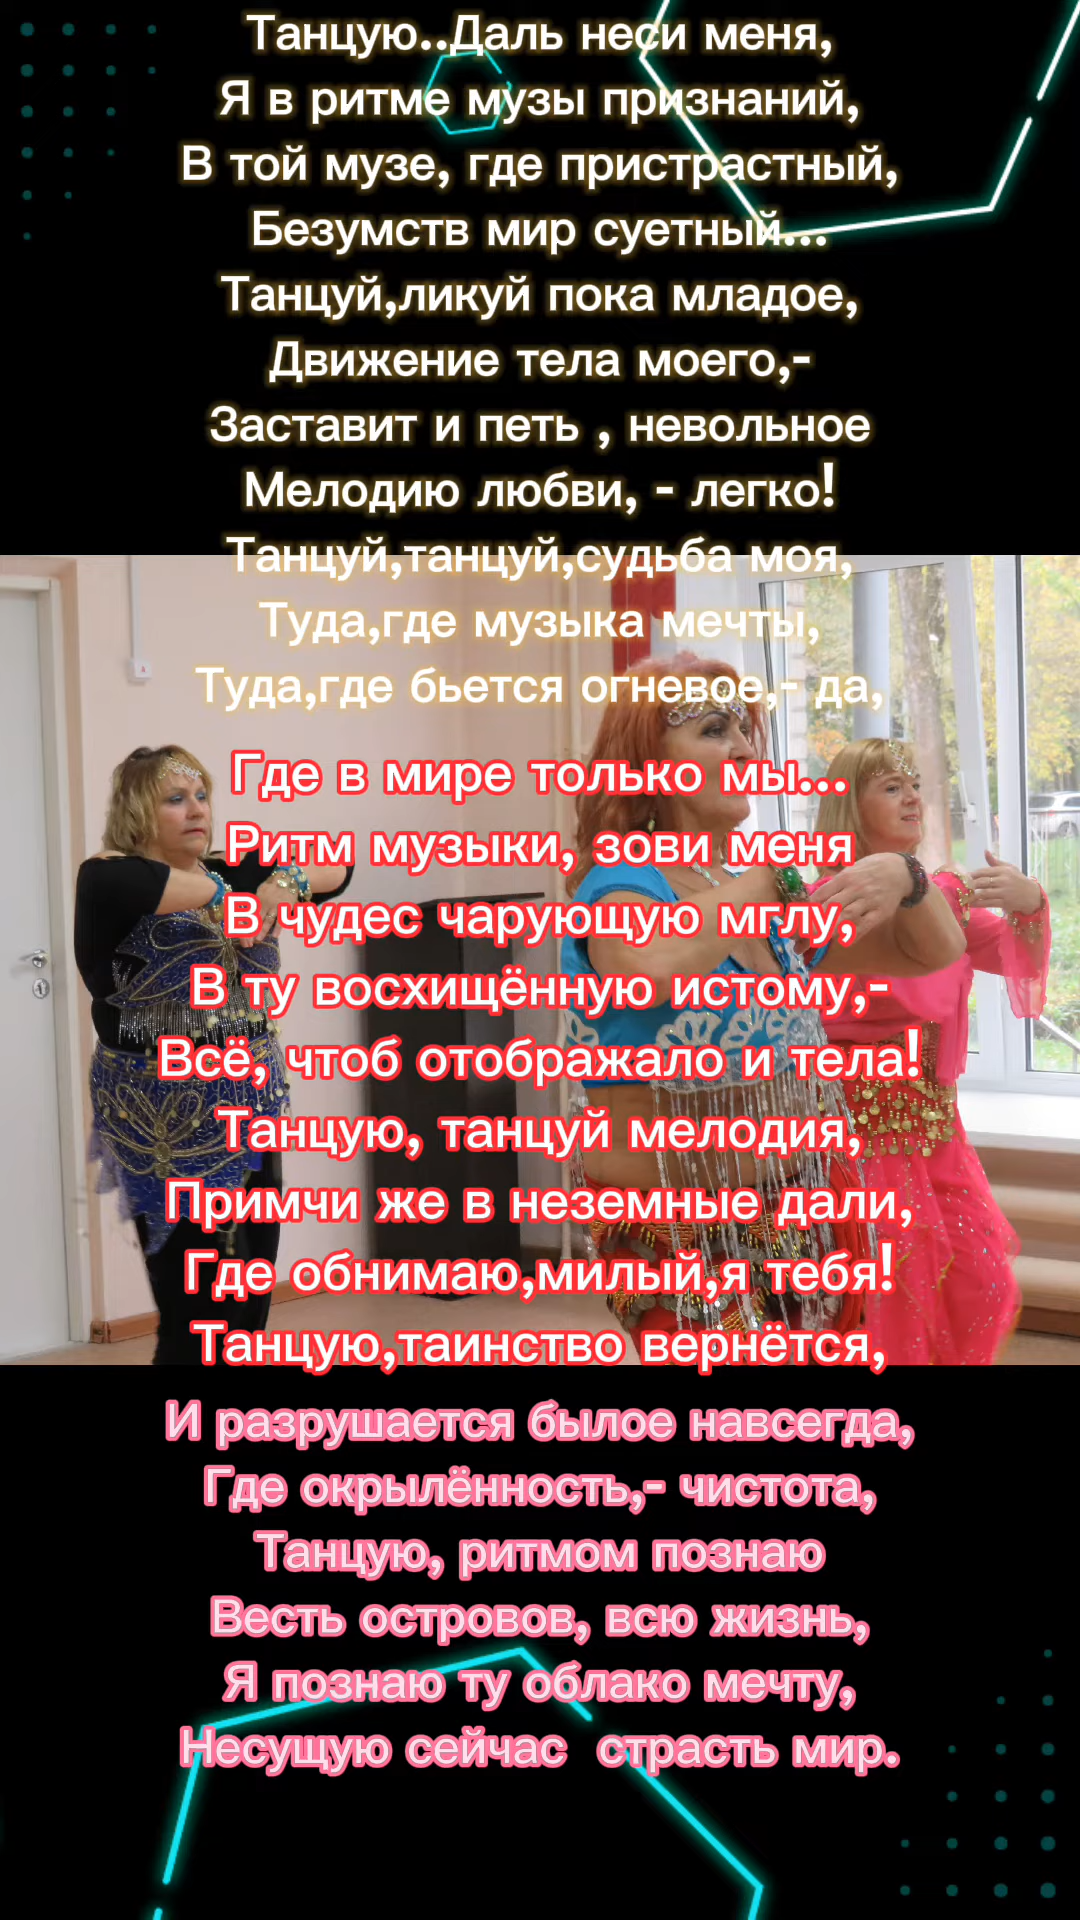 Танцую..Даль неси меня,
Я в ритме музы признаний,
В той музе, где пристрастный,
Безумств мир суетный...
Танцуй,ликуй пока младое,
Движение тела моего,-
Заставит и петь , невольное
Мелодию любви, - легко!
Танцуй,танцуй,судьба моя,
Туда,где музыка мечты,
Туда,где бьется огневое,- да,
Где в мире только мы...
Ритм музыки, зови меня
В чудес чарующую мглу,
В ту восхищённую истому,-
Всё, чтоб отображало и тела!
Танцую, танцуй мелодия,
Примчи же в неземные дали,
Где обнимаю,милый,я тебя!
Танцую,таинство вернётся,
И разрушается былое навсегда,
Где окрылённость,- чистота,
Танцую, ритмом познаю
Весть островов, всю жизнь,
Я познаю ту облако мечту,
Несущую сейчас  страсть мир.